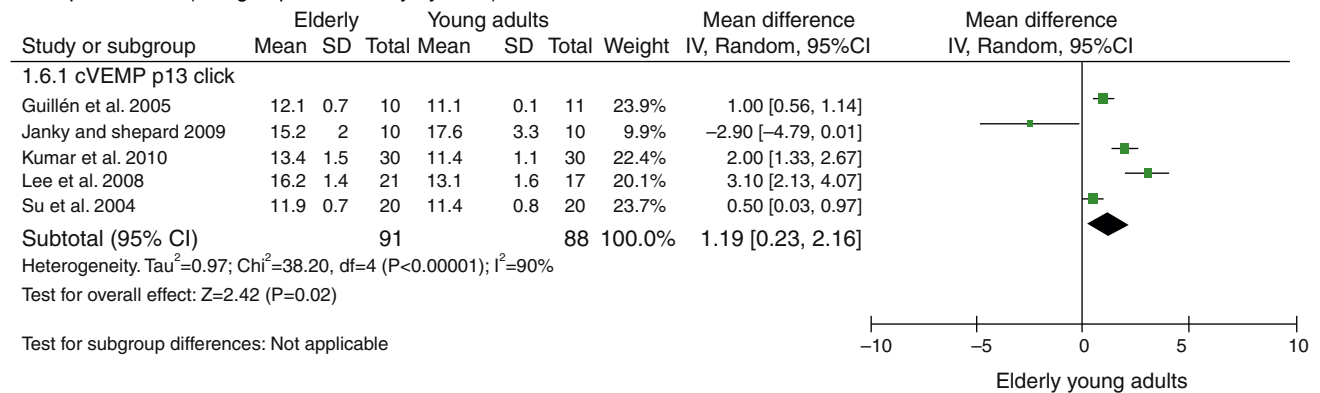 Elderly Young adults Mean difference Mean difference
Study or subgroup Mean SD Total Mean SD Total Weight IV, Random, 95%CI IV, Random, 95%CI
1.6.1 cVEMP p13 click
Guillén et al. 2005 12.1 0.7 10 11.1 0.1 11 23.9% 1.00 [0.56, 1.14]
Janky and shepard 2009 15.2 2 10 17.6 3.3 10 9.9% –2.90 [–4.79, 0.01]
Kumar et al. 2010 13.4 1.5 30 11.4 1.1 30 22.4% 2.00 [1.33, 2.67]
Lee et al. 2008 16.2 1.4 21 13.1 1.6 17 20.1% 3.10 [2.13, 4.07]
Su et al. 2004 11.9 0.7 20 11.4 0.8 20 23.7% 0.50 [0.03, 0.97]
Subtotal (95% CI) 91 88 100.0% 1.19 [0.23, 2.16]
Heterogeneity. Tau²=0.97; Chi²=38.20, df=4 (P<0.00001); I²=90%
Test for overall effect: Z=2.42 (P=0.02)
Test for subgroup differences: Not applicable
–10 –5 0 5 10
Elderly young adults